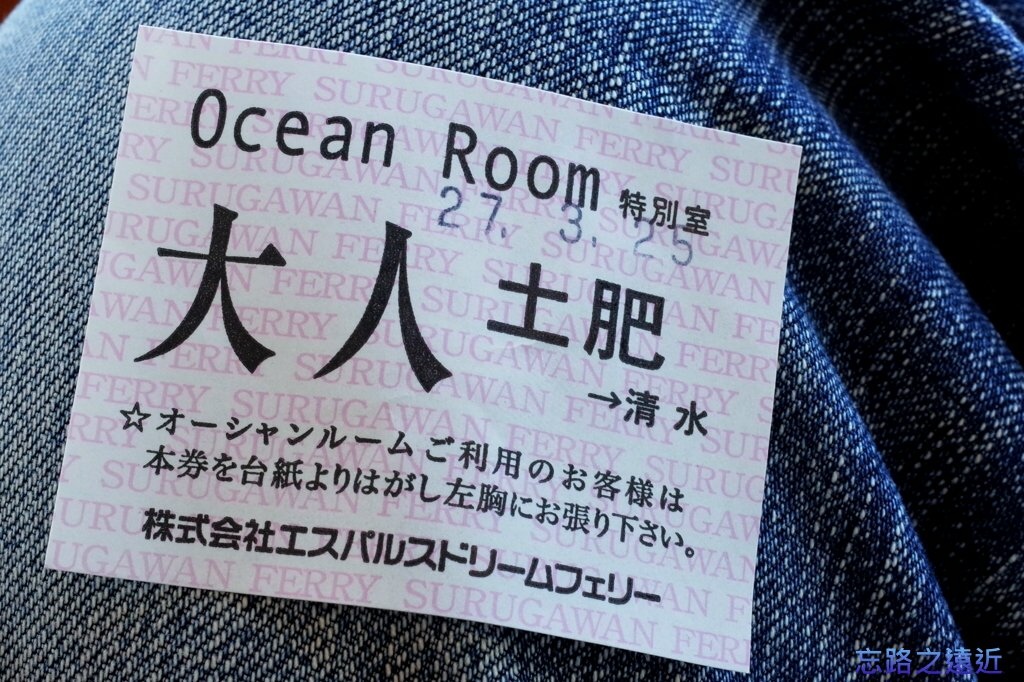 Ocean Room 特別室
27. 3. 25
大人 土肥
→清水
☆オーシャンルームご利用のお客様は
本券を台紙よりはがし左胸にお張り下さい。
株式会社エスパルスドリームフェリー
SURUGAWAN FERRY
忘路之遠近